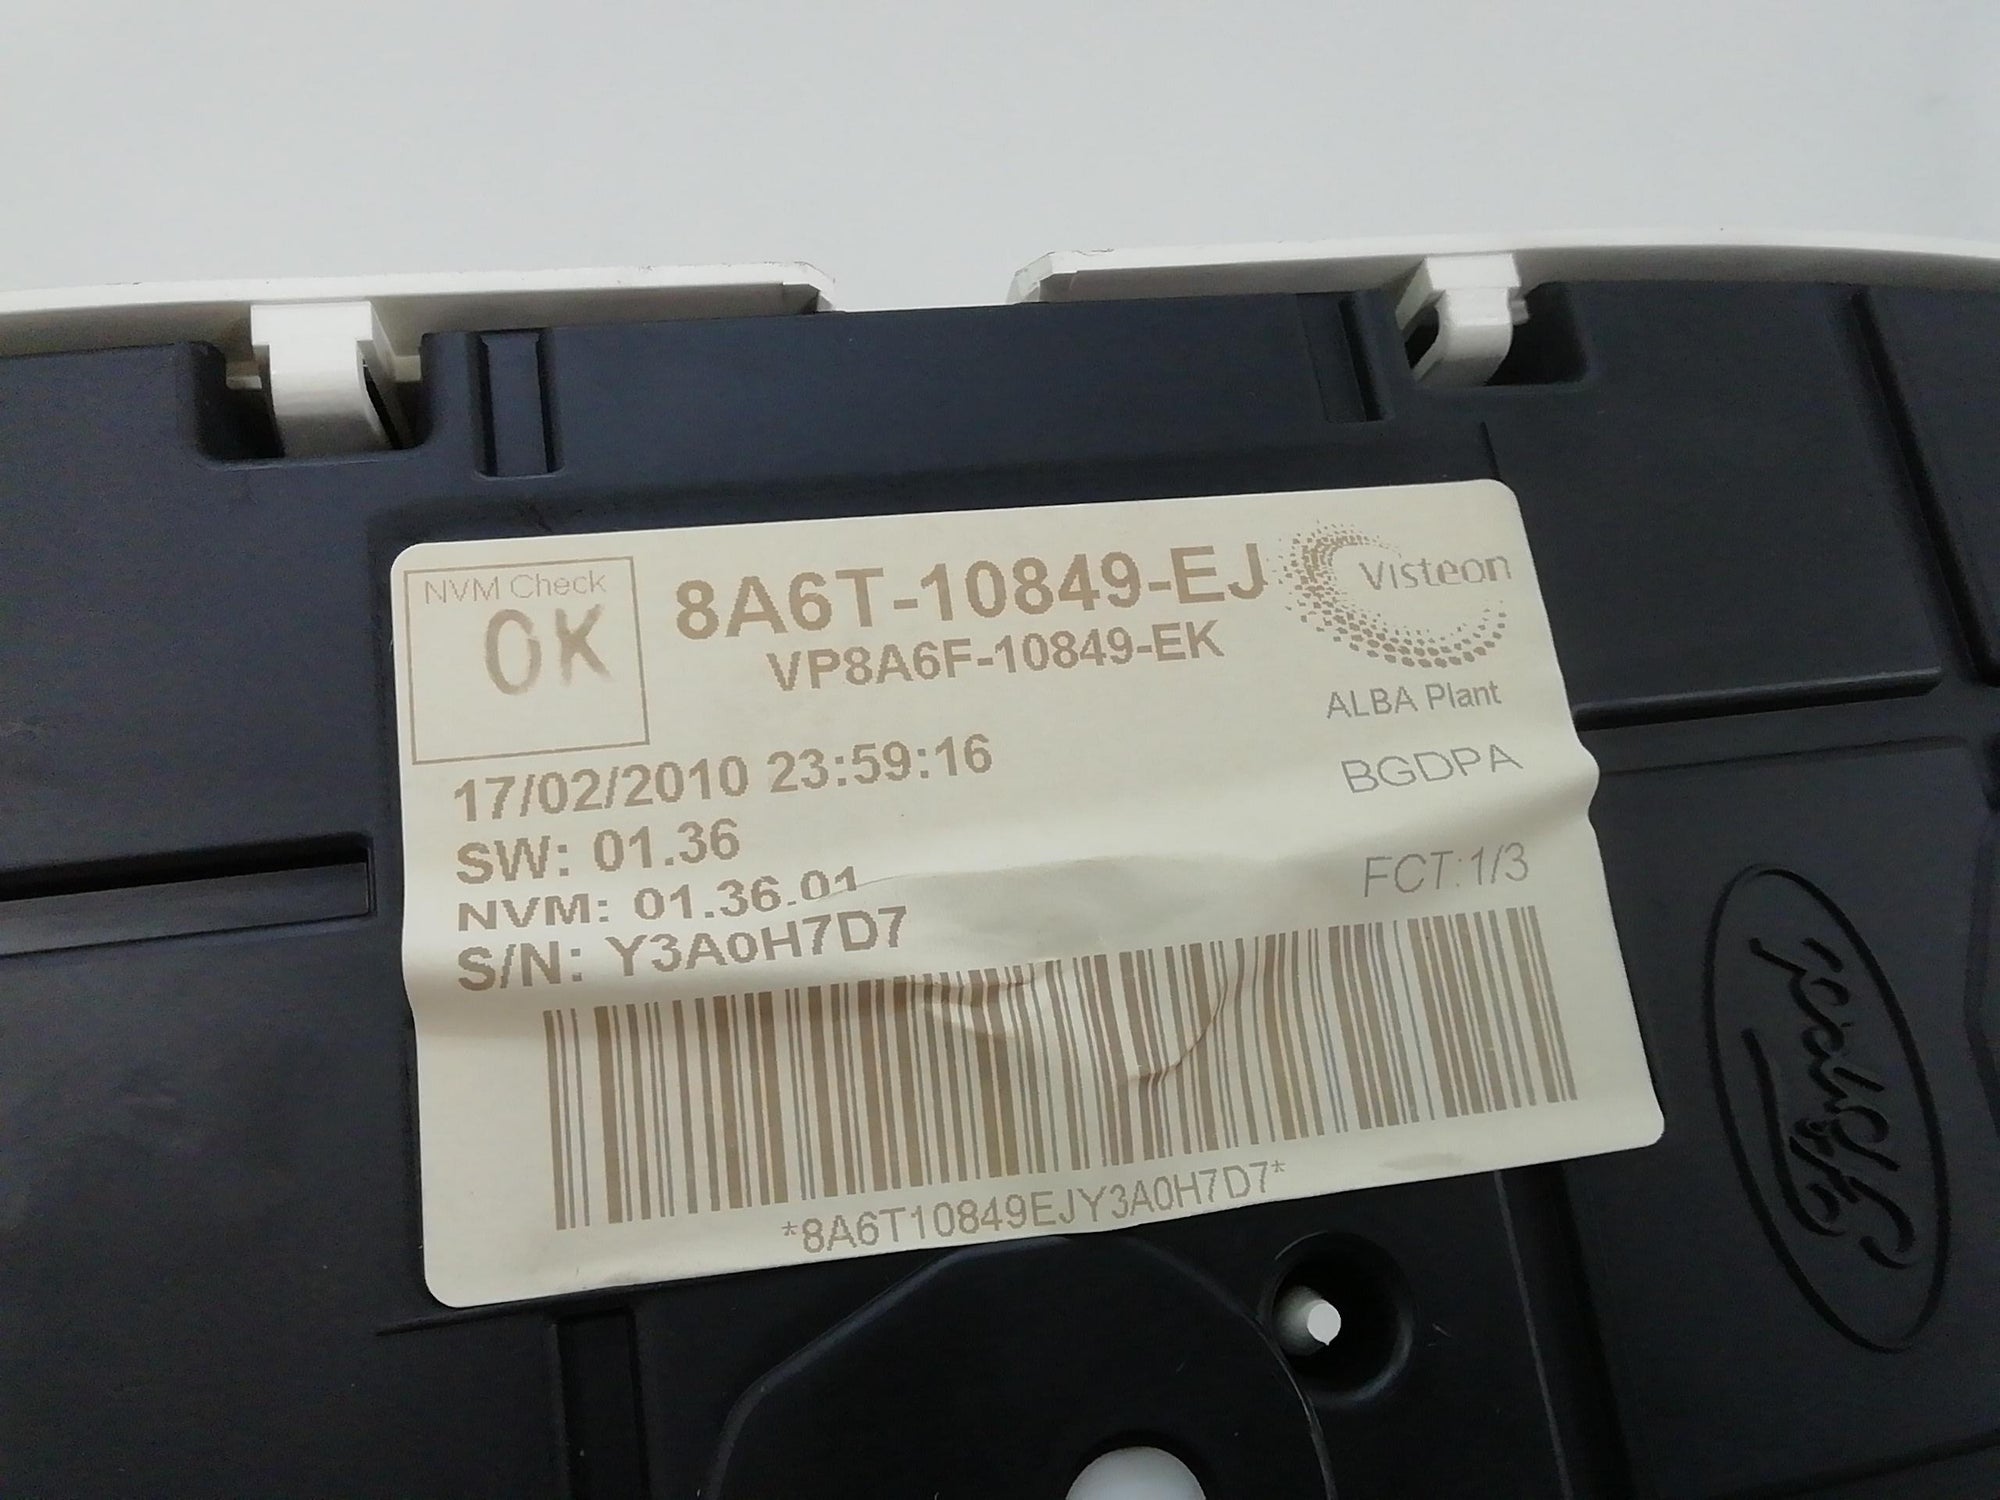 NVM Check
OK
8A6T-10849-EJ
VP8A6F-10849-EK
Visteon
ALBA Plant
17/02/2010 23:59:16
BGDPA
SW: 01.36
NVM: 01.36.01
FCT:1/3
S/N: Y3A0H7D7
*8A6T10849EJY3A0H7D7*
Ford